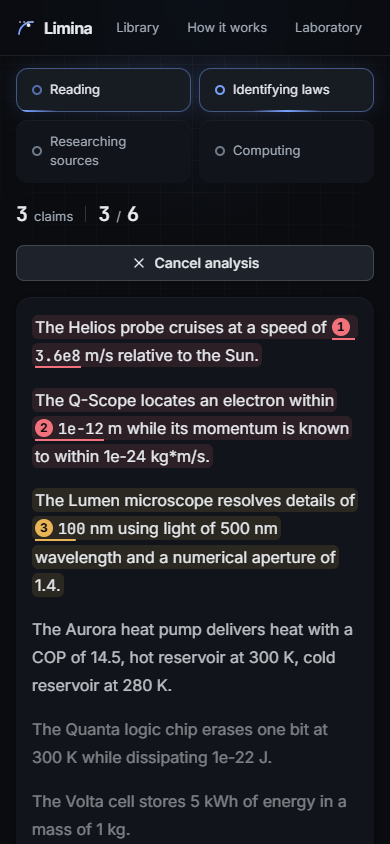 Limina
Library
How it works
Laboratory
Reading
Identifying laws
Researching
sources
Computing
3 claims
3 / 6
Cancel analysis
The Helios probe cruises at a speed of 1
3.6e8 m/s relative to the Sun.
The Q-Scope locates an electron within
2 1e-12 m while its momentum is known
to within 1e-24 kg*m/s.
The Lumen microscope resolves details of
3 100 nm using light of 500 nm
wavelength and a numerical aperture of
1.4.
The Aurora heat pump delivers heat with a
COP of 14.5, hot reservoir at 300 K, cold
reservoir at 280 K.
The Quanta logic chip erases one bit at
300 K while dissipating 1e-22 J.
The Volta cell stores 5 kWh of energy in a
mass of 1 kg.